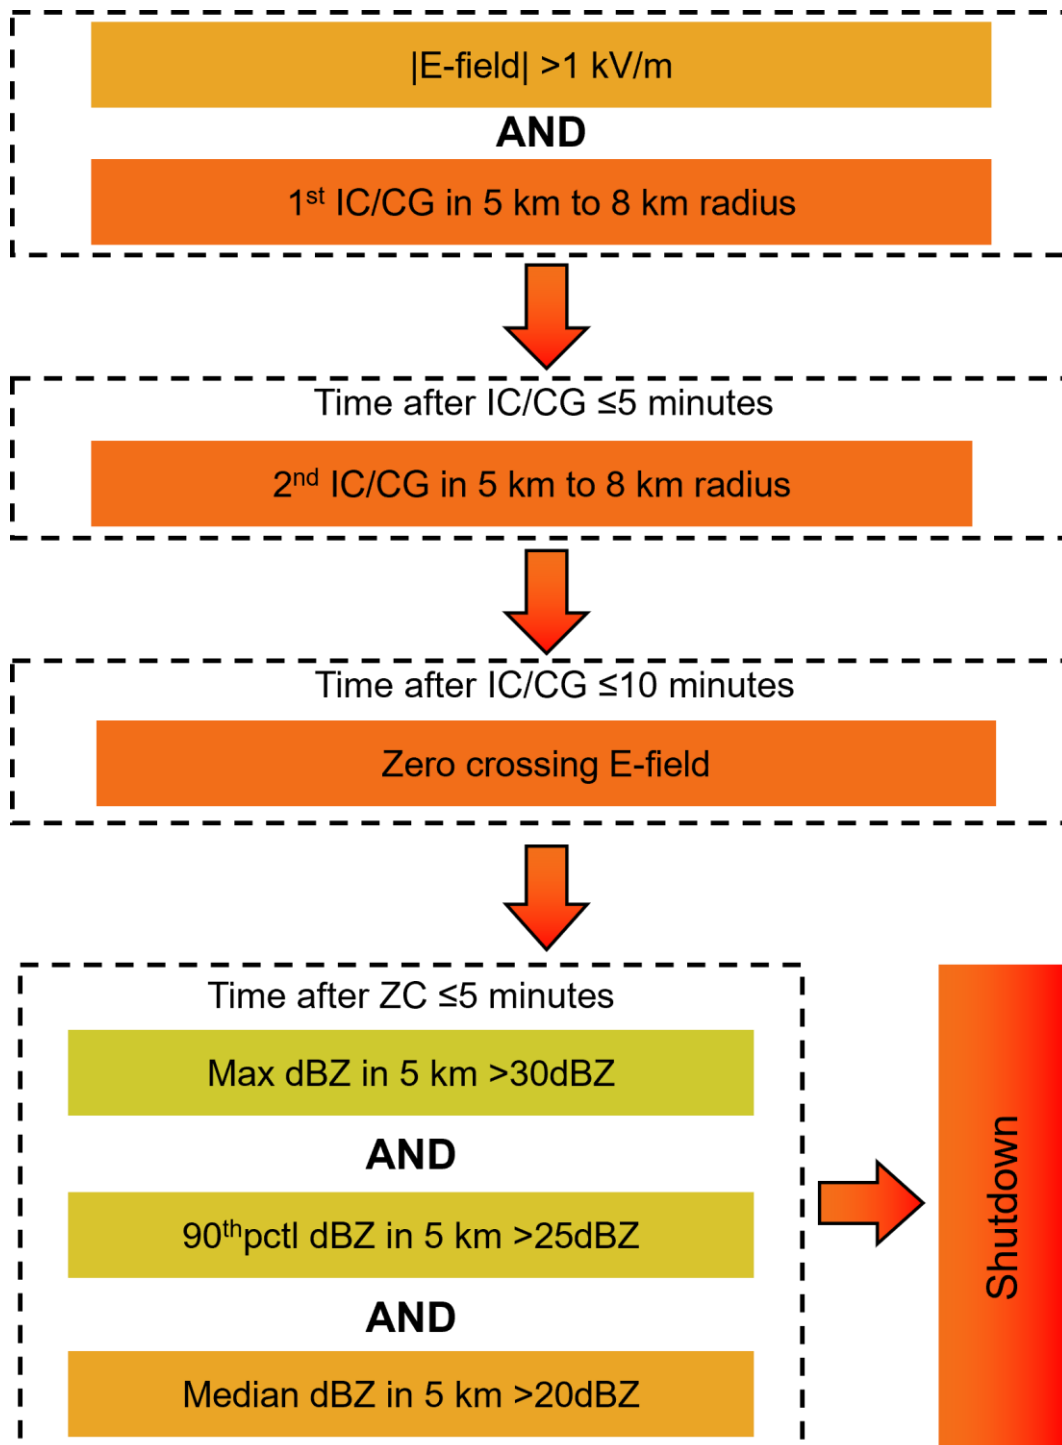 |E-field| >1 kV/m
AND
1st IC/CG in 5 km to 8 km radius
Time after IC/CG ≤5 minutes
2nd IC/CG in 5 km to 8 km radius
Time after IC/CG ≤10 minutes
Zero crossing E-field
Time after ZC ≤5 minutes
Max dBZ in 5 km >30dBZ
AND
90thpctl dBZ in 5 km >25dBZ
AND
Median dBZ in 5 km >20dBZ
Shutdown